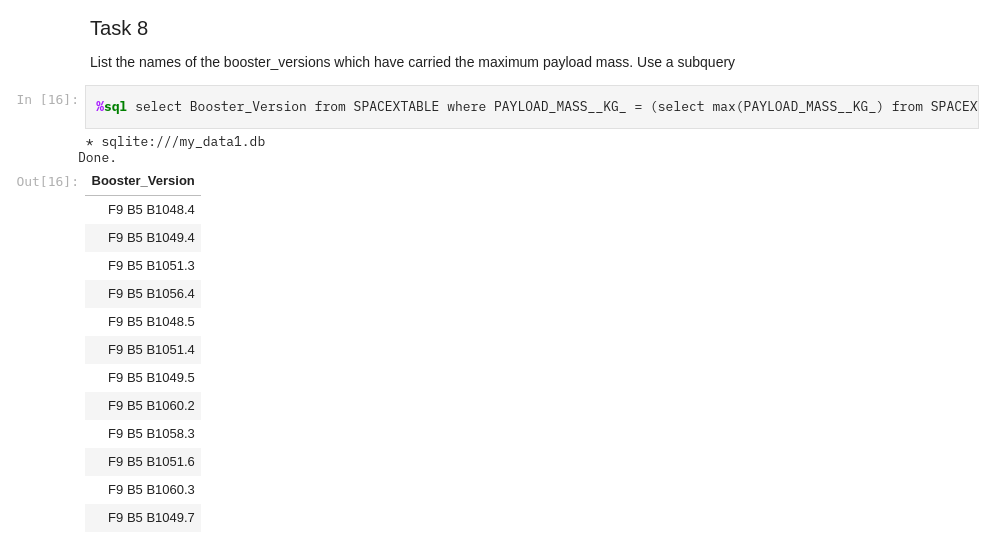 Task 8
List the names of the booster_versions which have carried the maximum payload mass. Use a subquery
In [16]: %sql select Booster_Version from SPACEXTABLE where PAYLOAD_MASS__KG_ = (select max(PAYLOAD_MASS__KG_) from SPACEX
* sqlite:///my_data1.db
Done.
Out[16]: Booster_Version
F9 B5 B1048.4
F9 B5 B1049.4
F9 B5 B1051.3
F9 B5 B1056.4
F9 B5 B1048.5
F9 B5 B1051.4
F9 B5 B1049.5
F9 B5 B1060.2
F9 B5 B1058.3
F9 B5 B1051.6
F9 B5 B1060.3
F9 B5 B1049.7